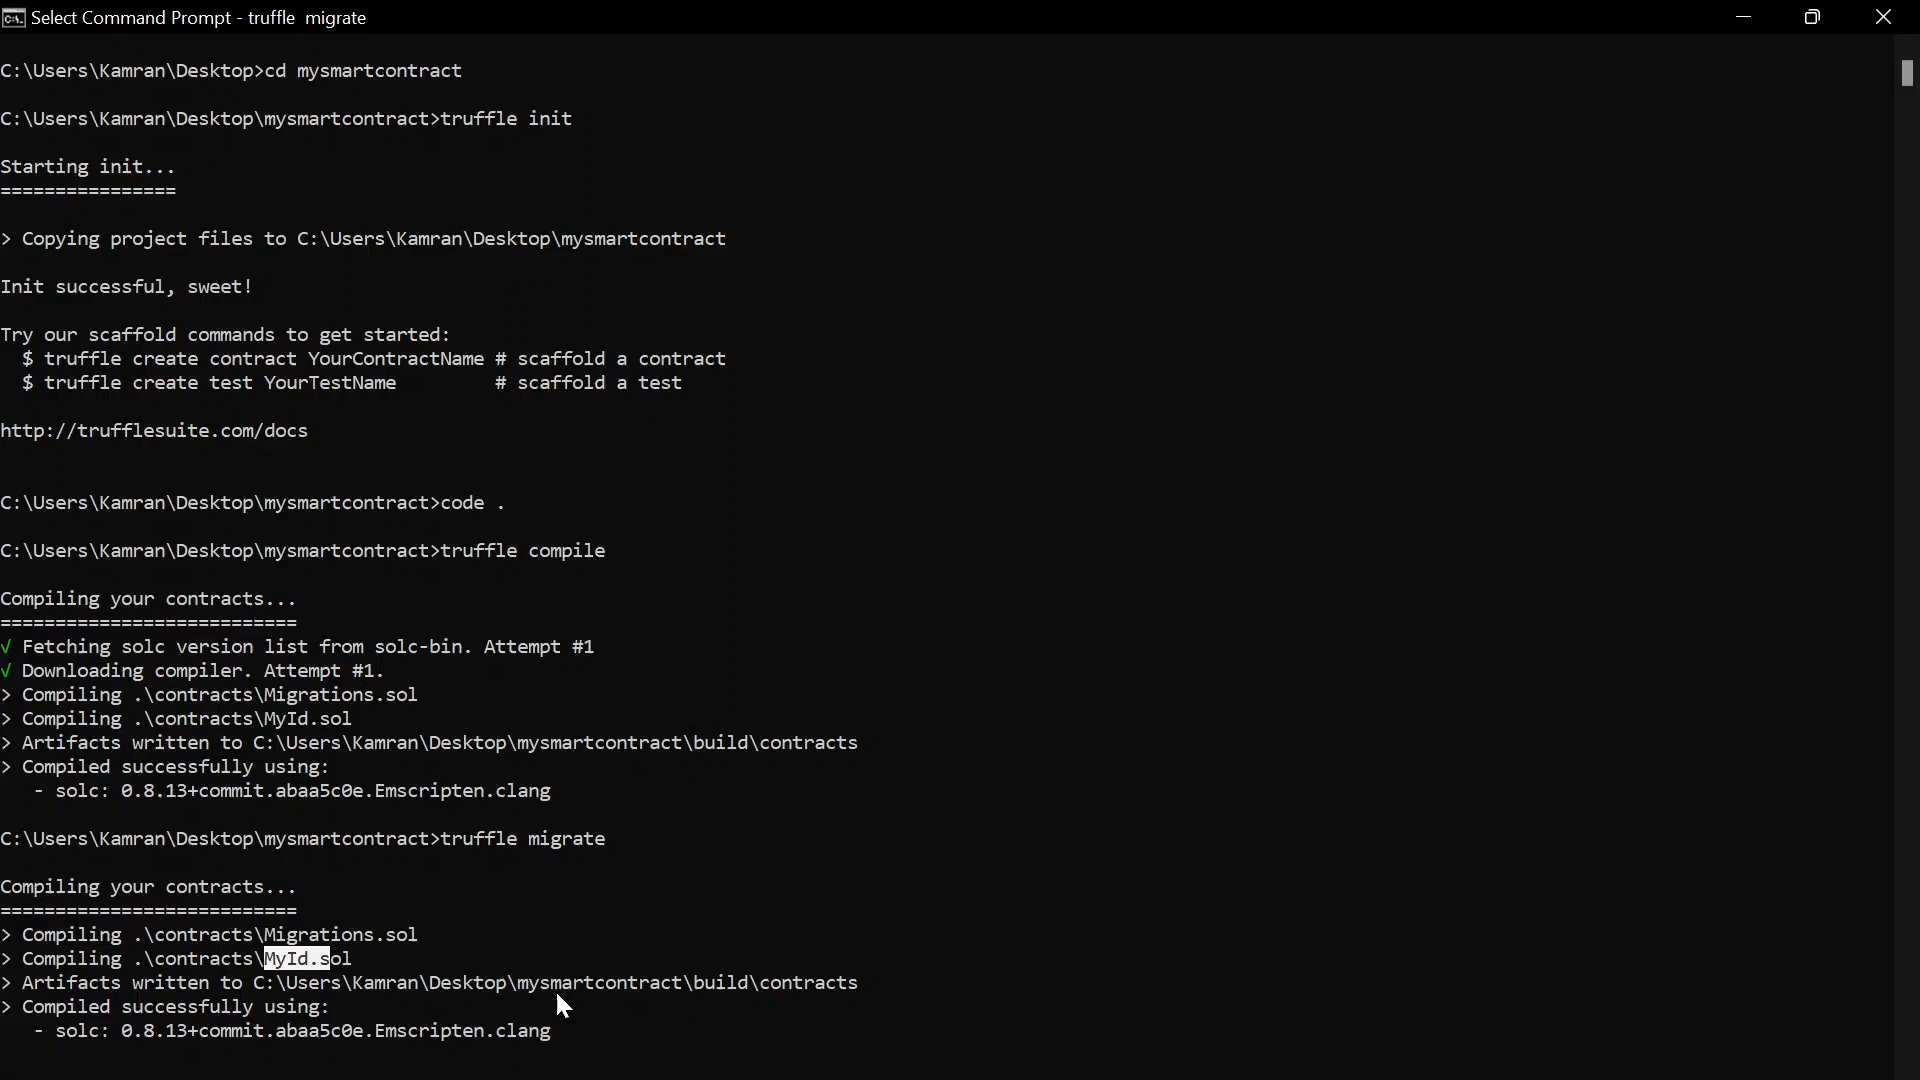 Select Command Prompt - truffle  migrate
C:\Users\Kamran\Desktop>cd mysmartcontract
C:\Users\Kamran\Desktop\mysmartcontract>truffle init
Starting init...
================
> Copying project files to C:\Users\Kamran\Desktop\mysmartcontract
Init successful, sweet!
Try our scaffold commands to get started:
  $ truffle create contract YourContractName # scaffold a contract
  $ truffle create test YourTestName         # scaffold a test
http://trufflesuite.com/docs
C:\Users\Kamran\Desktop\mysmartcontract>code .
C:\Users\Kamran\Desktop\mysmartcontract>truffle compile
Compiling your contracts...
===========================
√ Fetching solc version list from solc-bin. Attempt #1
√ Downloading compiler. Attempt #1.
> Compiling .\contracts\Migrations.sol
> Compiling .\contracts\MyId.sol
> Artifacts written to C:\Users\Kamran\Desktop\mysmartcontract\build\contracts
> Compiled successfully using:
   - solc: 0.8.13+commit.abaa5c0e.Emscripten.clang
C:\Users\Kamran\Desktop\mysmartcontract>truffle migrate
Compiling your contracts...
===========================
> Compiling .\contracts\Migrations.sol
> Compiling .\contracts\MyId.sol
> Artifacts written to C:\Users\Kamran\Desktop\mysmartcontract\build\contracts
> Compiled successfully using:
   - solc: 0.8.13+commit.abaa5c0e.Emscripten.clang